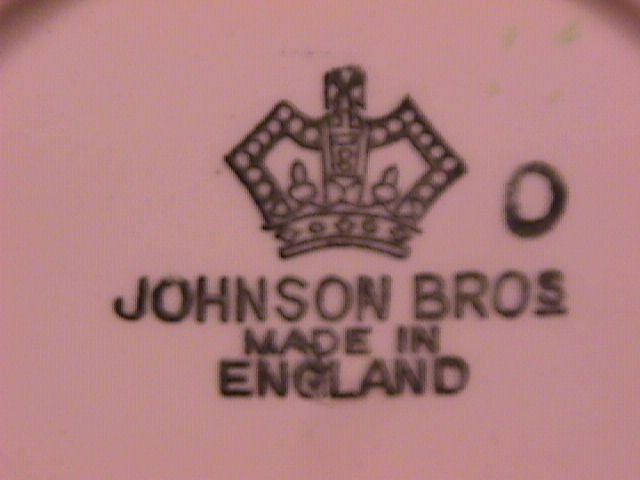 O
JOHNSON BROS
MADE IN
ENGLAND